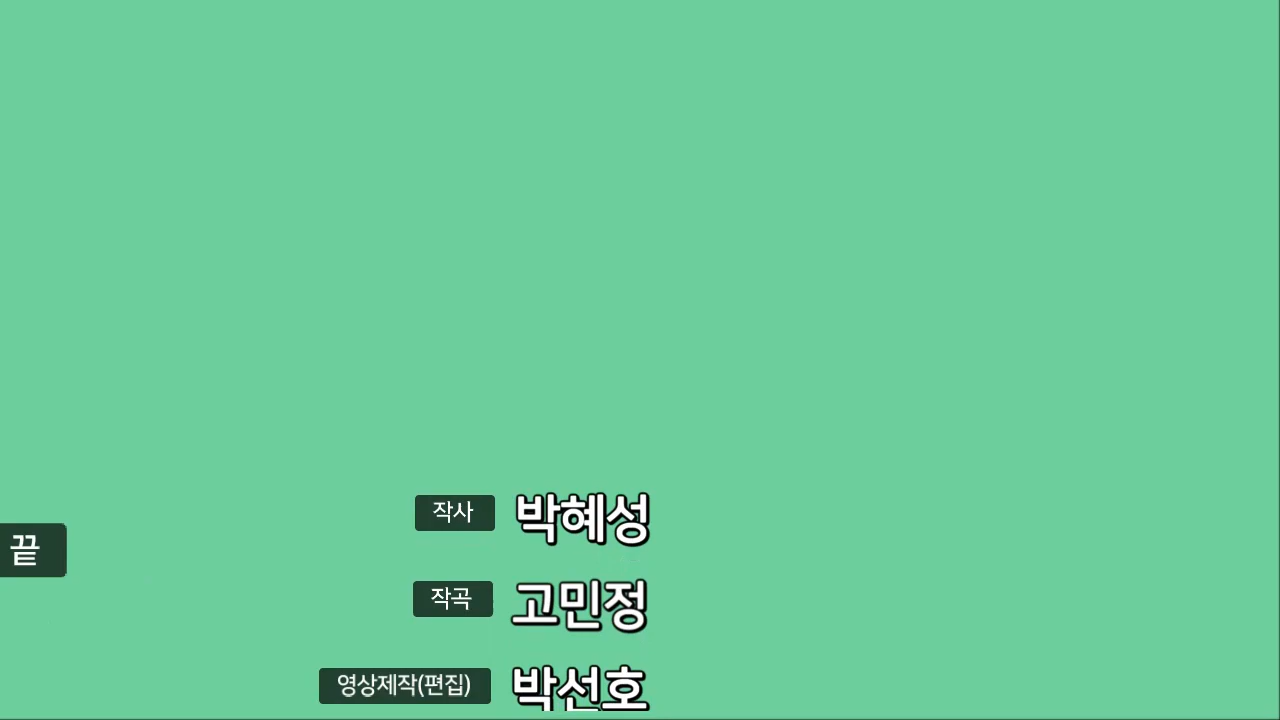 작사 박혜성
끝
작곡 고민정
영상제작(편집) 박선호